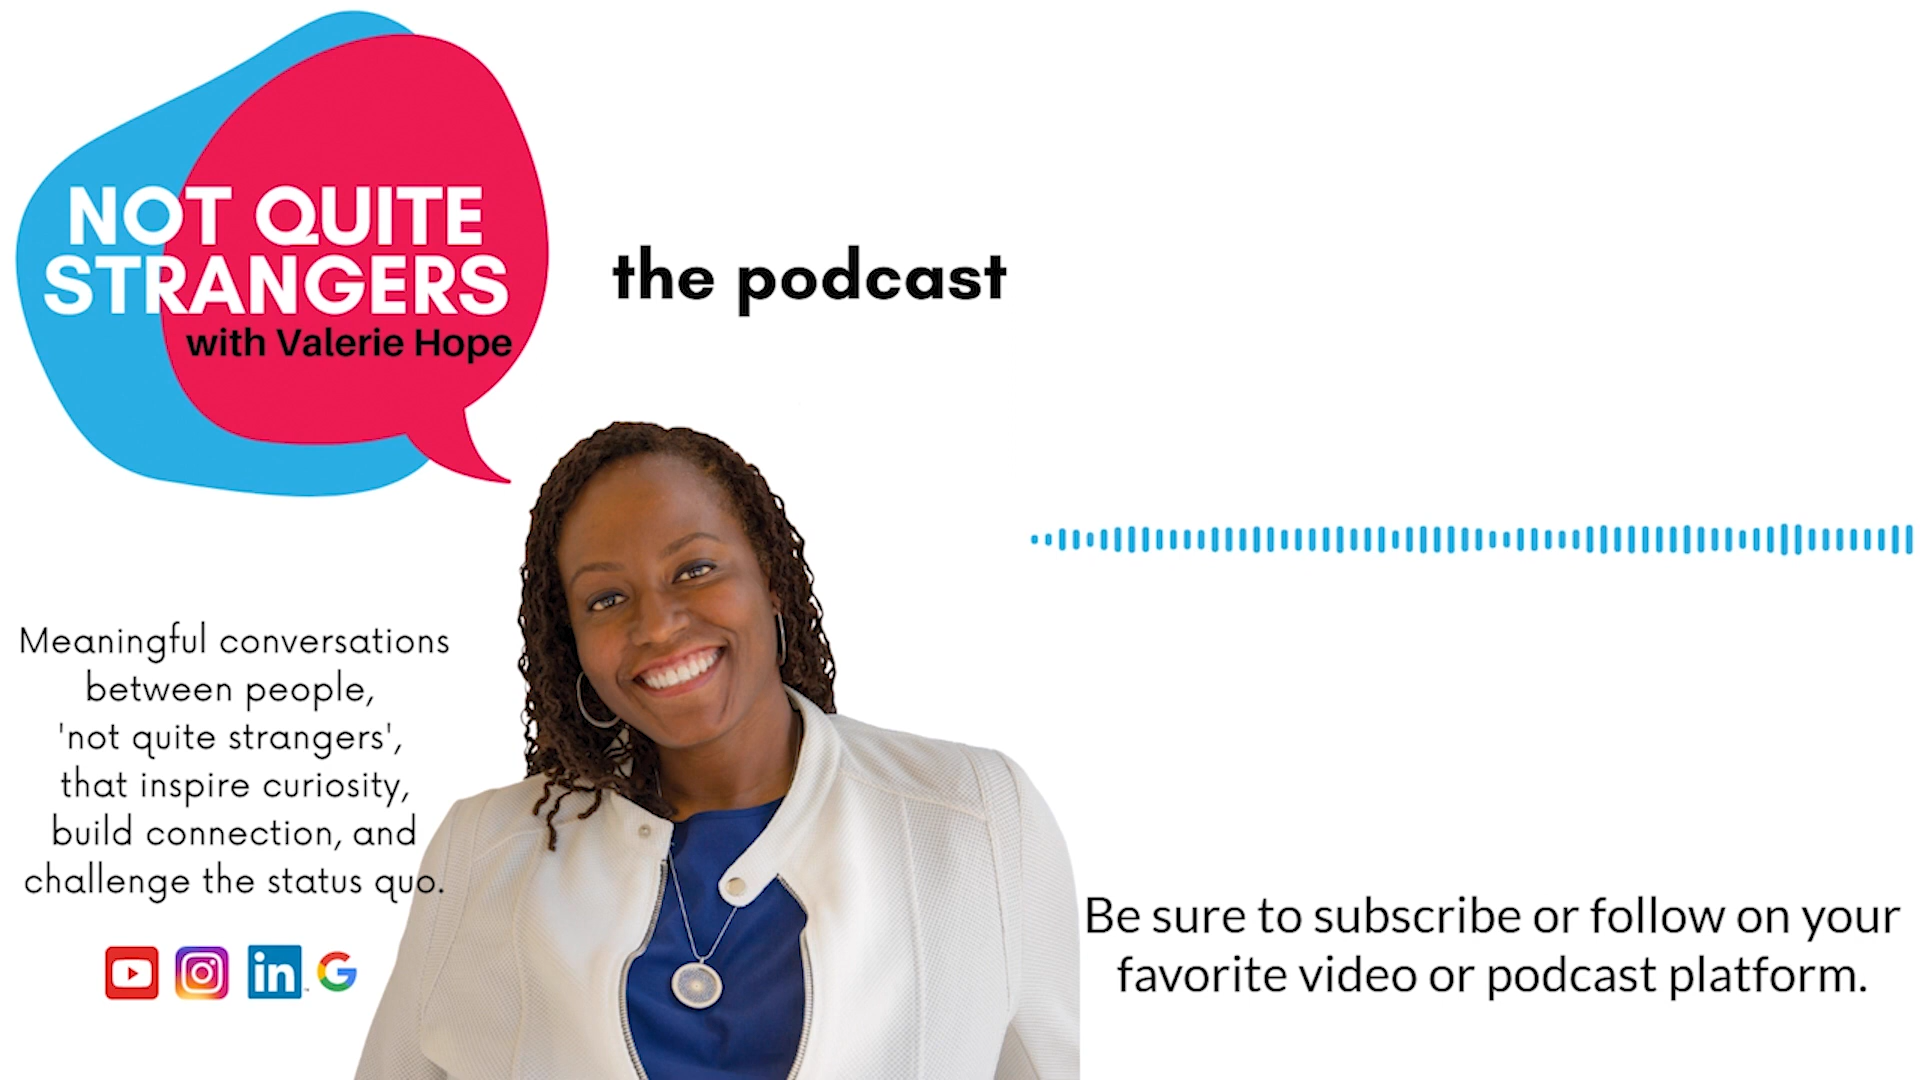 NOT QUITE
STRANGERS
with Valerie Hope
the podcast
Meaningful conversations
between people,
'not quite strangers',
that inspire curiosity,
build connection, and
challenge the status quo.
in
G
Be sure to subscribe or follow on your
favorite video or podcast platform.